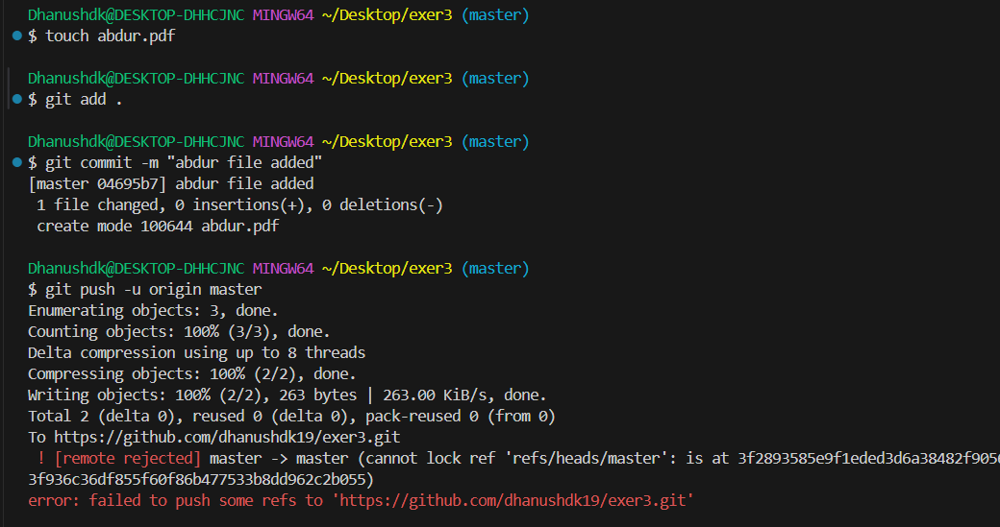 Dhanushdk@DESKTOP-DHHCJNC MINGW64 ~/Desktop/exer3 (master)
$ touch abdur.pdf
Dhanushdk@DESKTOP-DHHCJNC MINGW64 ~/Desktop/exer3 (master)
$ git add .
Dhanushdk@DESKTOP-DHHCJNC MINGW64 ~/Desktop/exer3 (master)
$ git commit -m "abdur file added"
[master 04695b7] abdur file added
 1 file changed, 0 insertions(+), 0 deletions(-)
 create mode 100644 abdur.pdf
Dhanushdk@DESKTOP-DHHCJNC MINGW64 ~/Desktop/exer3 (master)
$ git push -u origin master
Enumerating objects: 3, done.
Counting objects: 100% (3/3), done.
Delta compression using up to 8 threads
Compressing objects: 100% (2/2), done.
Writing objects: 100% (2/2), 263 bytes | 263.00 KiB/s, done.
Total 2 (delta 0), reused 0 (delta 0), pack-reused 0 (from 0)
To https://github.com/dhanushdk19/exer3.git
 ! [remote rejected] master -> master (cannot lock ref 'refs/heads/master': is at 3f2893585e9f1eded3d6a38482f905
3f936c36df855f60f86b477533b8dd962c2b055)
error: failed to push some refs to 'https://github.com/dhanushdk19/exer3.git'